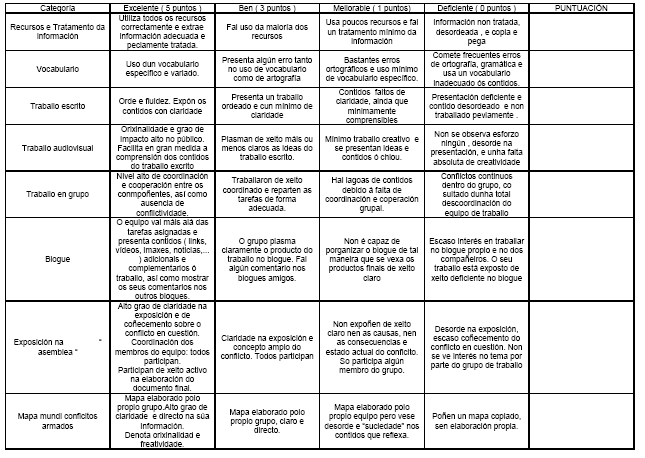 Categoría Excelente ( 5 puntos ) Ben ( 3 puntos ) Mellorable ( 1 puntos) Deficiente ( 0 puntos ) PUNTUACIÓN
Recursos e Tratamento da
información
Utiliza todos os recursos
correctamente e extrae
información adecuada e
peciamente tratada.
Fai uso da maioría dos
recursos
Usa poucos recursos e fai
un tratamento mínimo da
información
Información non tratada,
desordeada , e copia e
pega
Vocabulario
Uso dun vocabulario
específico e variado.
Presenta algún erro tanto
no uso de vocabulario
como de artografía
Bastantes erros
ortográficos e uso mínimo
de vocabulario específico.
Comete frecuentes erros
de ortografía, gramática e
usa un vocabulario
inadecuado ós contidos.
Traballo escrito
Orde e fluidez. Expón os
contidos con claridade
Presenta un traballo
ordeado e cun mínimo de
claridade
Contidos faltos de
claridade, ainda que
minimamente
comprensibles
Presentación deficiente e
contido desordeado e non
traballado peviamente .
Traballo audiovisual
Orixinalidade e grao de
impacto alto no público.
Facilita en gran medida a
comprensión dos contidos
do traballo excrito
Plasman de xeito máis ou
menos claros as ideas do
traballo escrito.
Mínimo traballo creativo e
se presentan ideas e
contidos ó chiou.
Non se observa esforzo
ningún , desorde na
presentación, e unha falta
absoluta de creatividade
Traballo en grupo
Nivel alto de coordinación
e cooperación entre os
conmpoñentes, así como
ausencia de
conflictividade.
Traballaron de xeito
coordinado e reparten as
tarefas de forma
adecuada.
Hai lagoas de contidos
debido á falta de
coordinación e coperación
grupal.
Conflictos continuos
dentro do grupo, co
sultado dunha total
descoordinación do
equipo de traballo
Blogue
O equipo vai máis alá das
tarefas asignadas e
presenta contidos ( links,
vídeos, imaxes, noticias,...
) adicionais e
complementarios ó
traballo, así como mostrar
os seus comentarios nos
outros blogues.
O grupo plasma
claramente o producto do
traballo no blogue. Fai
algún comentario nos
blogues amigos.
Non é capaz de
porganizar o blogue de tal
maneira que se vexa os
productos finais de xeito
claro
Escaso interés en traballar
no blogue propio e no dos
compañeiros. O seu
traballo está exposto de
xeito deficiente no blogue
Exposición na "
asemblea "
Alto grao de claridade na
exposición e de
coñecemento sobre o
conflicto en cuestión.
Coordinación dos
membros do equipo: todos
participan.
Participan de xeito activo
na elaboración do
documento final.
Claridade na exposición e
concepto amplo do
conflicto. Todos participan
Non expoñen de xeito
claro nen as causas, nen
as consecuencias e
estado actual do conflicto.
So participa algún
membro do grupo.
Desorde na exposición,
escaso coñecemento do
conflicto en cuestión. Non
se ve interés no tema por
parte do grupo de traballo
Mapa mundi conflicitos
armados
Mapa elaborado polo
propio grupo.Alto grao de
claridade e directo na súa
información.
Denota orixinalidad e
freatividade.
Mapa elaborado polo
propio grupo, claro e
directo.
Mapa elaborado polo
propio equipo pero vese
desorde e "suciedade" nos
contidos que reflexa.
Poñen un mapa copiado,
sen elaboración propia.